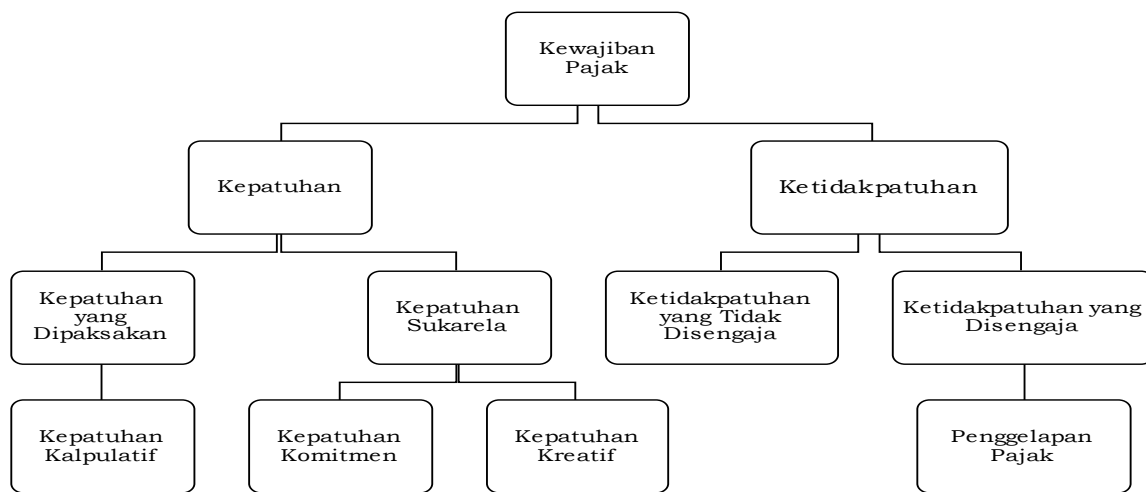 Kewajiban
Pajak
Kepatuhan
Ketidakpatuhan
Kepatuhan
yang
Dipaksakan
Kepatuhan
Sukarela
Ketidakpatuhan
yang Tidak
Disengaja
Ketidakpatuhan yang
Disengaja
Kepatuhan
Kalpulatif
Kepatuhan
Komitmen
Kepatuhan
Kreatif
Penggelapan
Pajak